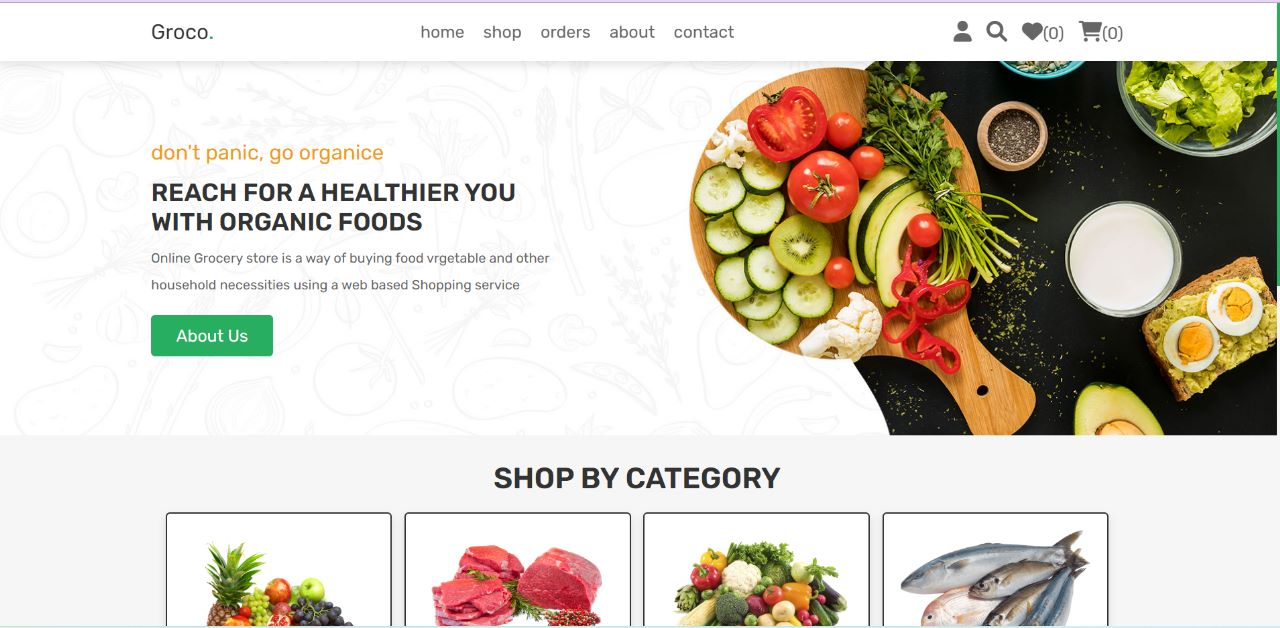 Groco.
home shop orders about contact
(0) (0)
don't panic, go organice
REACH FOR A HEALTHIER YOU
WITH ORGANIC FOODS
Online Grocery store is a way of buying food vrgetable and other
household necessities using a web based Shopping service
About Us
SHOP BY CATEGORY